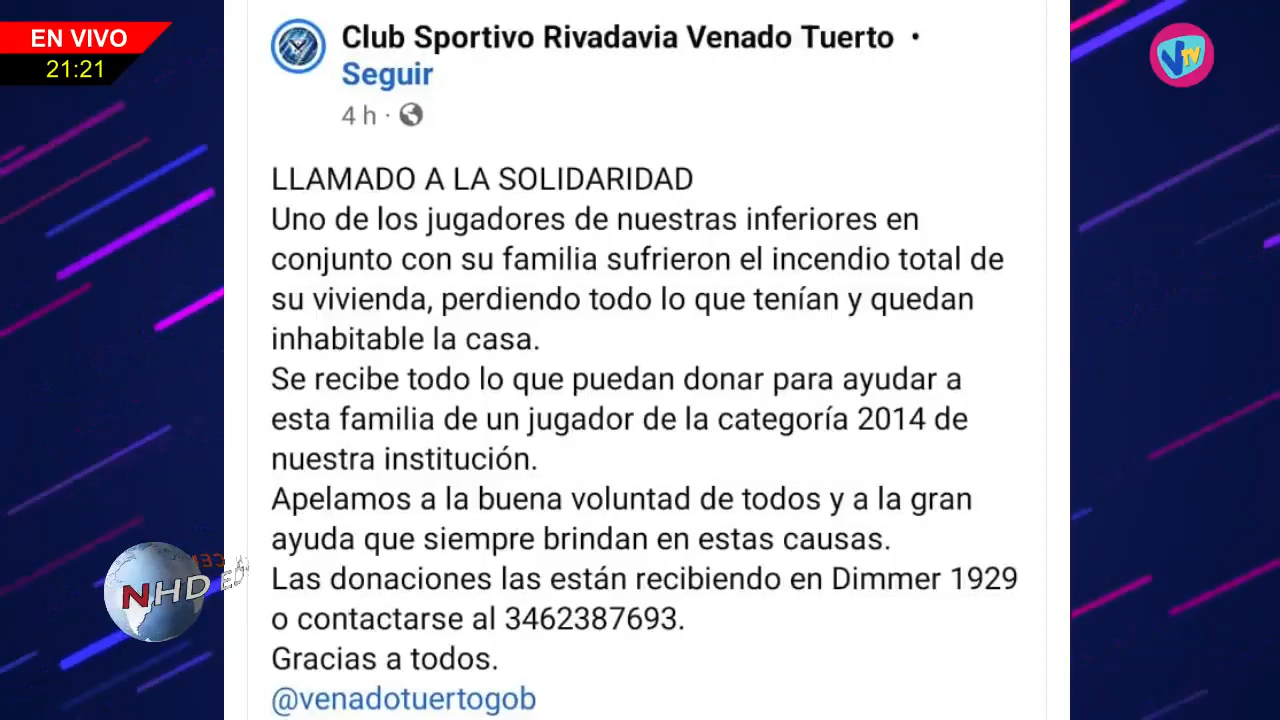 EN VIVO
21:21
VTV
Club Sportivo Rivadavia Venado Tuerto ·
Seguir
4 h ·
LLAMADO A LA SOLIDARIDAD
Uno de los jugadores de nuestras inferiores en
conjunto con su familia sufrieron el incendio total de
su vivienda, perdiendo todo lo que tenían y quedan
inhabitable la casa.
Se recibe todo lo que puedan donar para ayudar a
esta familia de un jugador de la categoría 2014 de
nuestra institución.
Apelamos a la buena voluntad de todos y a la gran
ayuda que siempre brindan en estas causas.
Las donaciones las están recibiendo en Dimmer 1929
o contactarse al 3462387693.
Gracias a todos.
@venadotuertogob
NHD